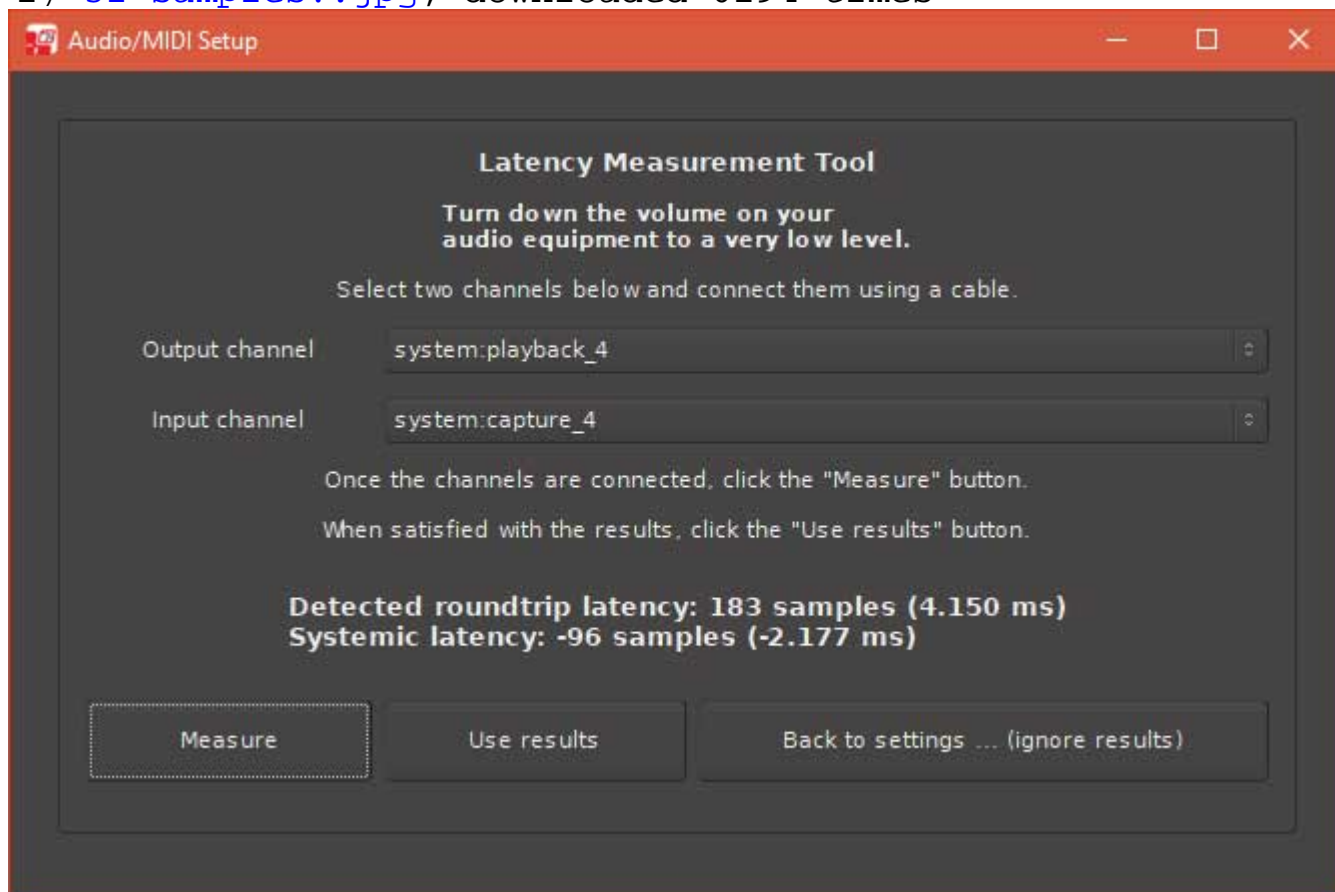 Audio/MIDI Setup
Latency Measurement Tool
Turn down the volume on your
audio equipment to a very low level.
Select two channels below and connect them using a cable.
Output channel system:playback_4
Input channel system:capture_4
Once the channels are connected, click the "Measure" button.
When satisfied with the results, click the "Use results" button.
Detected roundtrip latency: 183 samples (4.150 ms)
Systemic latency: -96 samples (-2.177 ms)
Measure Use results Back to settings ... (ignore results)